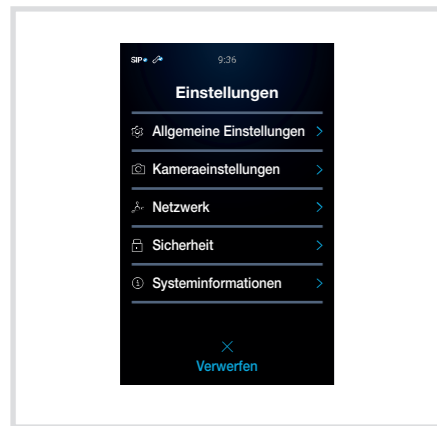 SIP 9:36
Einstellungen
Allgemeine Einstellungen
Kameraeinstellungen
Netzwerk
Sicherheit
Systeminformationen
Verwerfen